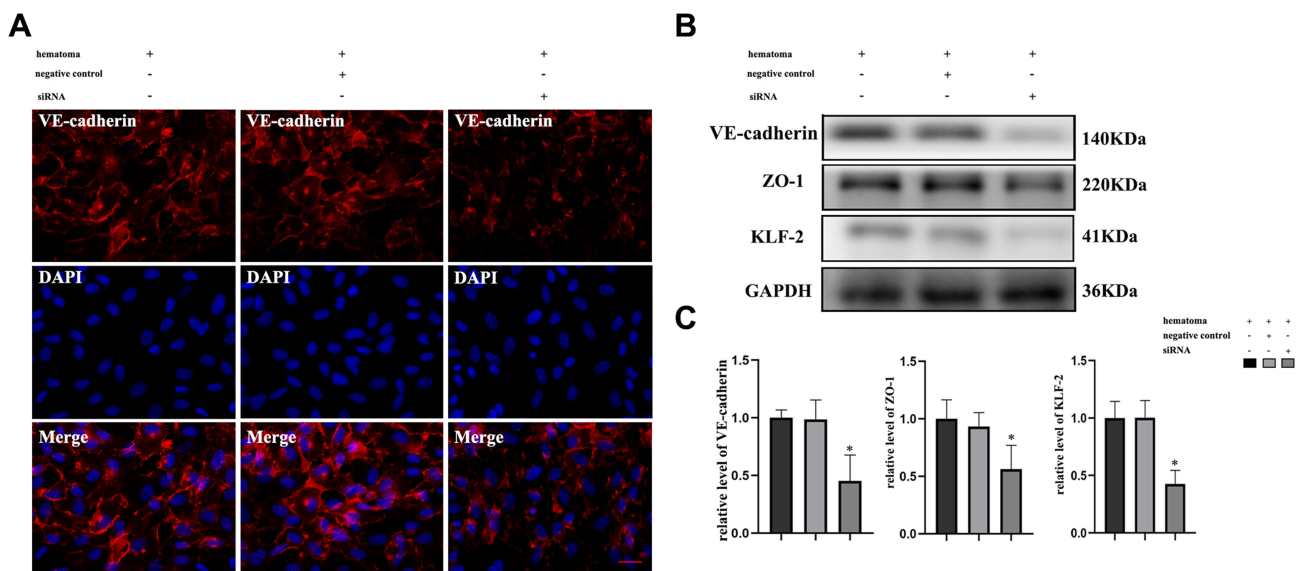 A
hematoma + + +
negative control - + -
siRNA - - +
VE-cadherin VE-cadherin VE-cadherin
DAPI DAPI DAPI
Merge Merge Merge
B
hematoma + + +
negative control - + -
siRNA - - +
VE-cadherin 140KDa
ZO-1 220KDa
KLF-2 41KDa
GAPDH 36KDa
C
hematoma + + +
negative control - + -
siRNA - - +
relative level of VE-cadherin
1.5
1.0
0.5
0.0
*
relative level of ZO-1
1.5
1.0
0.5
0.0
*
relative level of KLF-2
1.5
1.0
0.5
0.0
*